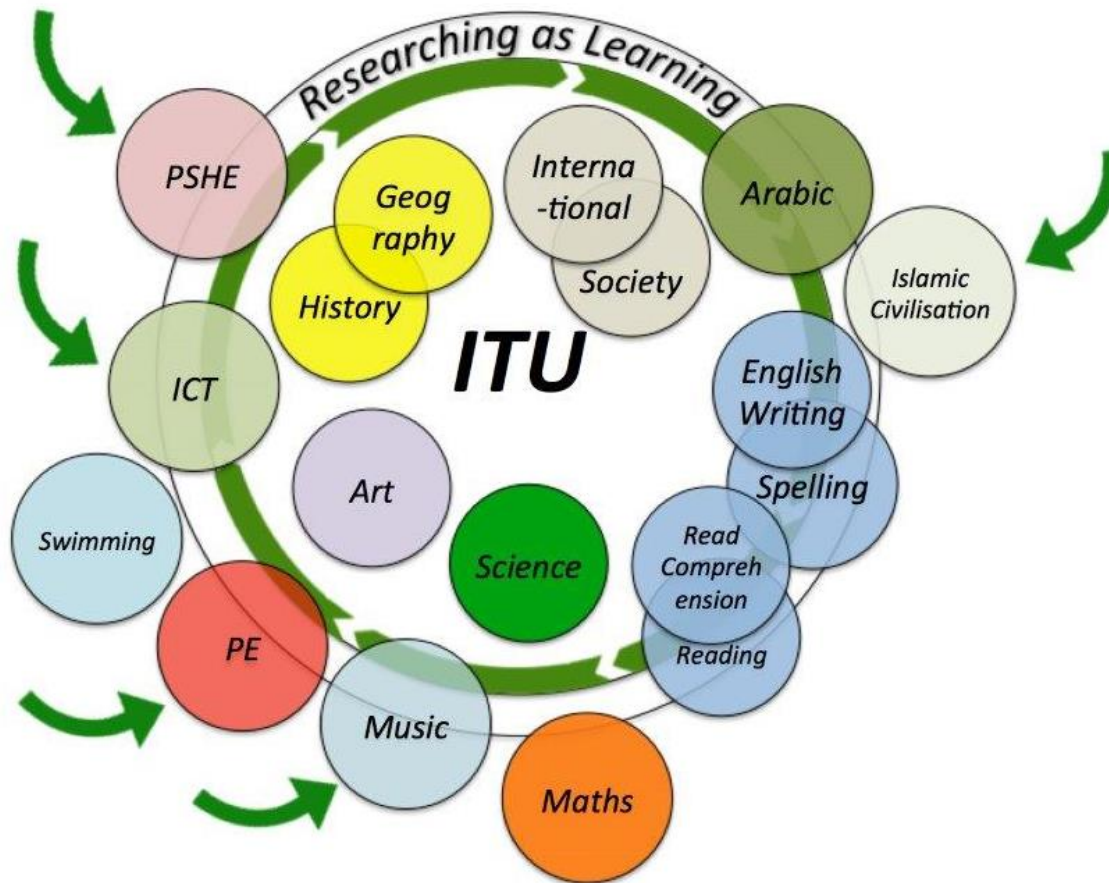 Researching as Learning
PSHE
Geog
raphy
History
Interna
-tional
Society
Arabic
Islamic
Civilisation
ITU
ICT
English
Writing
Spelling
Art
Swimming
Science
Read
Compreh
ension
Reading
PE
Music
Maths